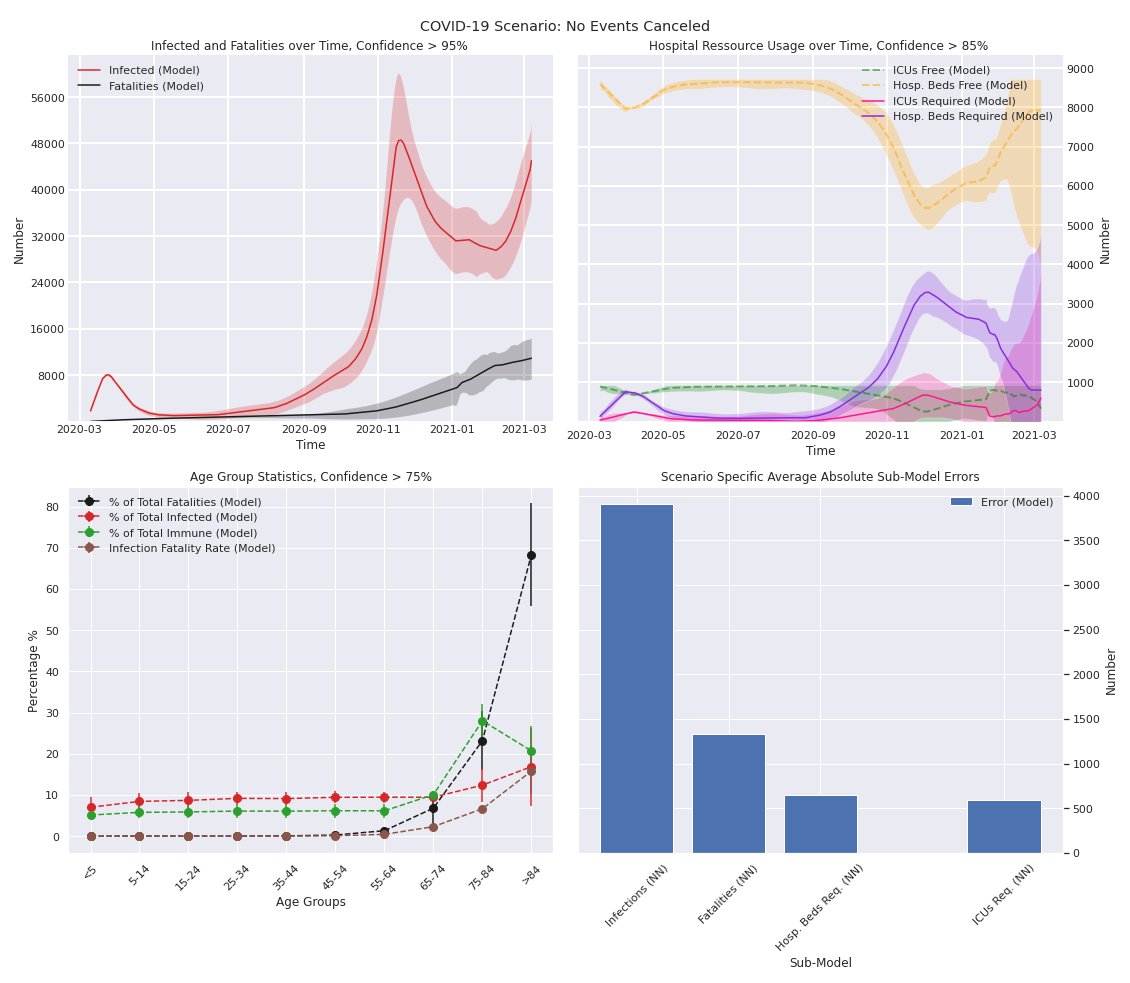 COVID-19 Scenario: No Events Canceled
Infected and Fatalities over Time, Confidence > 95%
Infected (Model)
Fatalities (Model)
56000
48000
40000
32000
24000
16000
8000
Number
2020-03 2020-05 2020-07 2020-09 2020-11 2021-01 2021-03
Time
Hospital Ressource Usage over Time, Confidence > 85%
ICUs Free (Model)
Hosp. Beds Free (Model)
ICUs Required (Model)
Hosp. Beds Required (Model)
9000
8000
7000
6000
5000
4000
3000
2000
1000
Number
2020-03 2020-05 2020-07 2020-09 2020-11 2021-01 2021-03
Time
Age Group Statistics, Confidence > 75%
% of Total Fatalities (Model)
% of Total Infected (Model)
% of Total Immune (Model)
Infection Fatality Rate (Model)
80
70
60
50
40
30
20
10
0
Percentage %
<5 5-14 15-24 25-34 35-44 45-54 55-64 65-74 75-84 >84
Age Groups
Scenario Specific Average Absolute Sub-Model Errors
Error (Model)
4000
3500
3000
2500
2000
1500
1000
500
0
Number
Infections (NN) Fatalities (NN) Hosp. Beds Req. (NN) ICUs Req. (NN)
Sub-Model